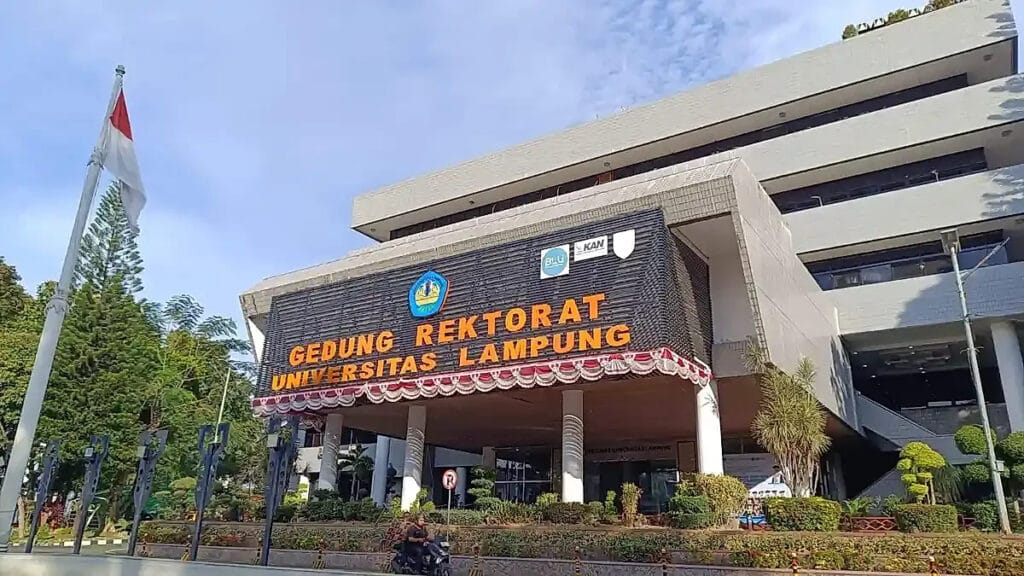 BLU
KAN
GEDUNG REKTORAT
UNIVERSITAS LAMPUNG